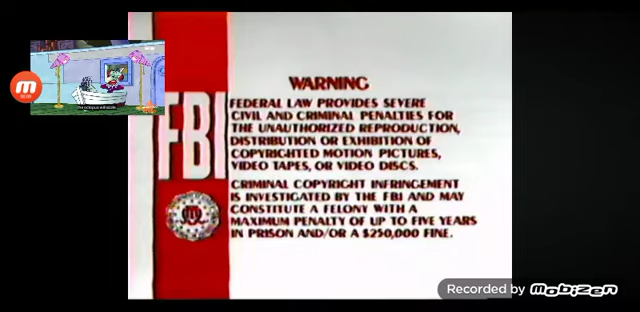 WARNING
FBI
FEDERAL LAW PROVIDES SEVERE
CIVIL AND CRIMINAL PENALTIES FOR
THE UNAUTHORIZED REPRODUCTION,
DISTRIBUTION OR EXHIBITION OF
COPYRIGHTED MOTION PICTURES,
VIDEO TAPES, OR VIDEO DISCS.
CRIMINAL COPYRIGHT INFRINGEMENT
IS INVESTIGATED BY THE FBI AND MAY
CONSTITUTE A FELONY WITH A
MAXIMUM PENALTY OF UP TO FIVE YEARS
IN PRISON AND/OR A $250,000 FINE.
Recorded by mobizen